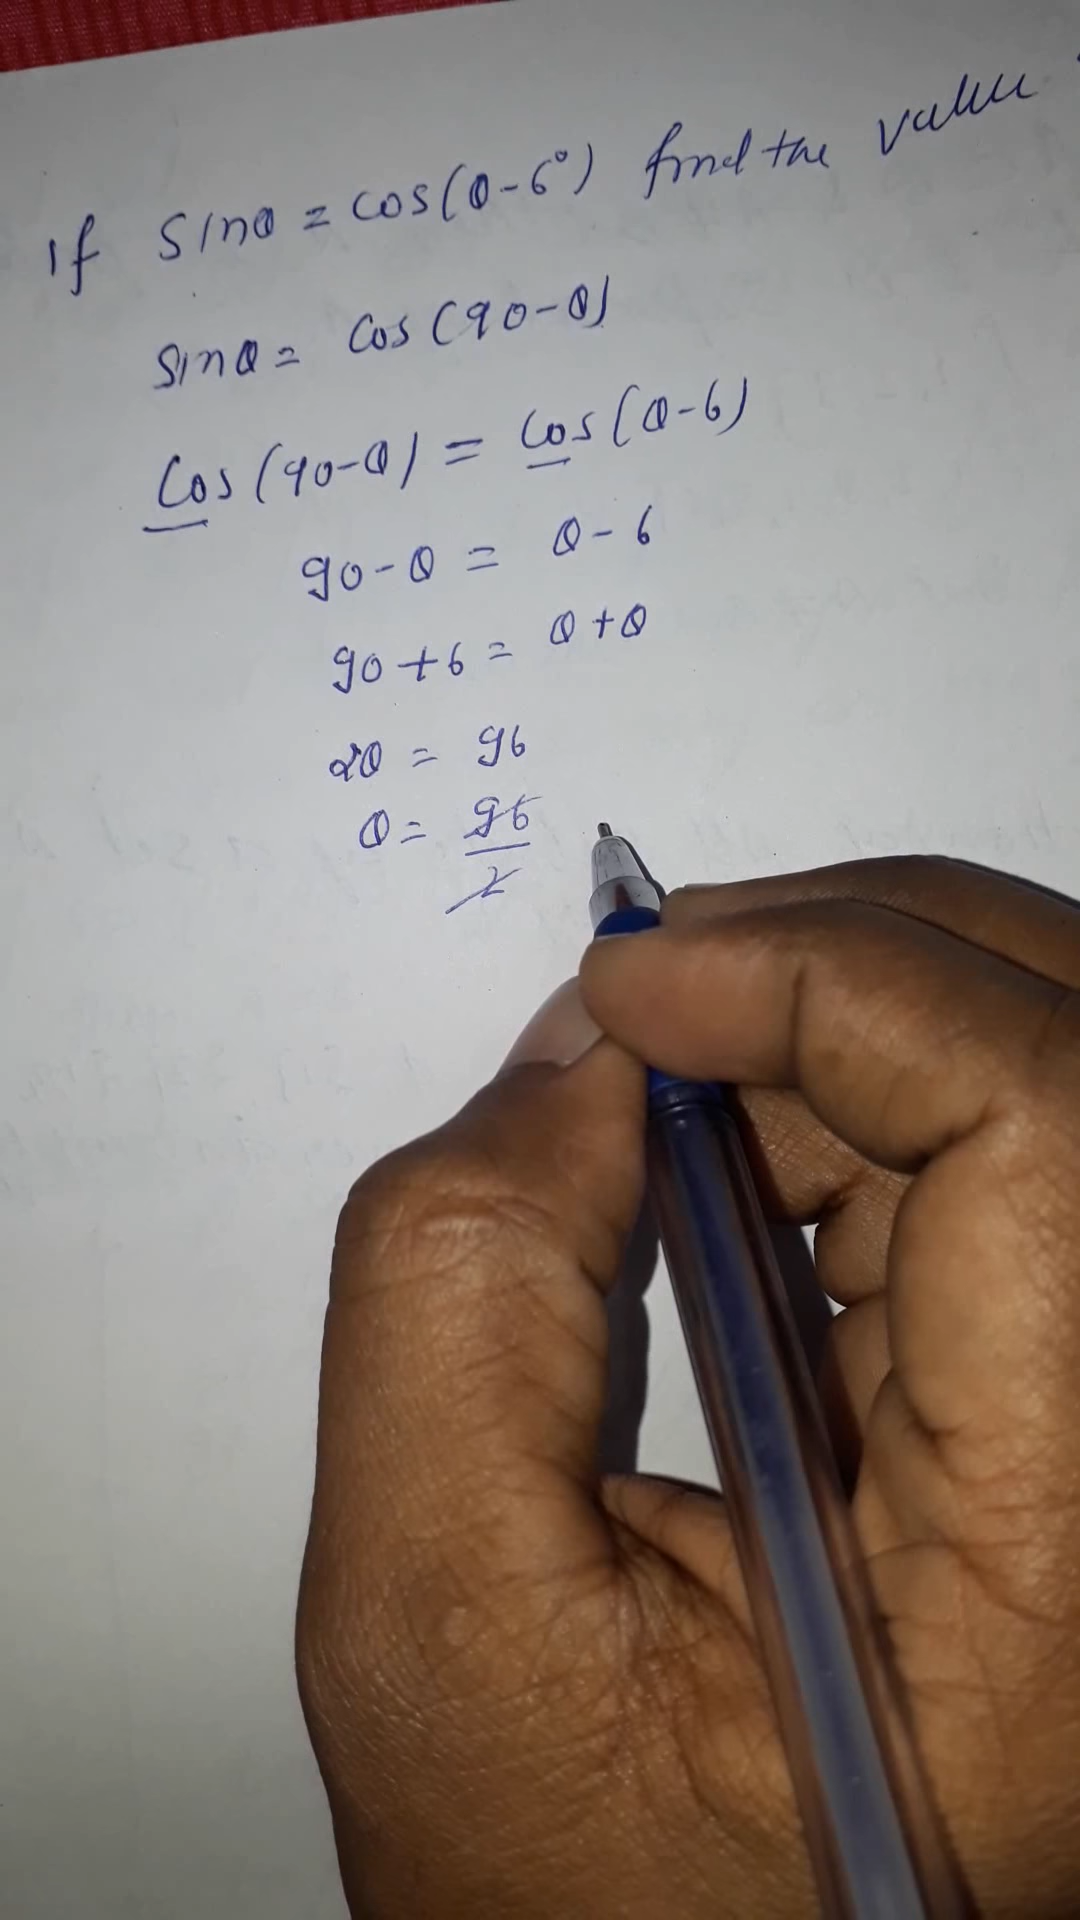 If sinθ = cos(θ-6°) find the value
sinθ = cos (90-θ)
Cos (90-θ) = Cos (θ-6)
90-θ = θ-6
90+6 = θ+θ
2θ = 96
θ = 96
2